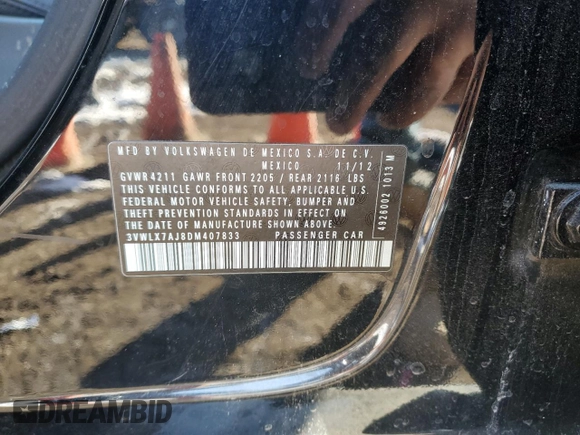 MFD BY VOLKSWAGEN DE MEXICO S.A. DE C.V.
MEXICO 11/12
GVWR 4211 GAWR FRONT 2205 / REAR 2116 LBS
THIS VEHICLE CONFORMS TO ALL APPLICABLE U.S.
FEDERAL MOTOR VEHICLE SAFETY, BUMPER AND
THEFT PREVENTION STANDARDS IN EFFECT ON
THE DATE OF MANUFACTURE SHOWN ABOVE.
3VWLX7AJ8DM407833 PASSENGER CAR
4926002 1013 M
DREAMBID